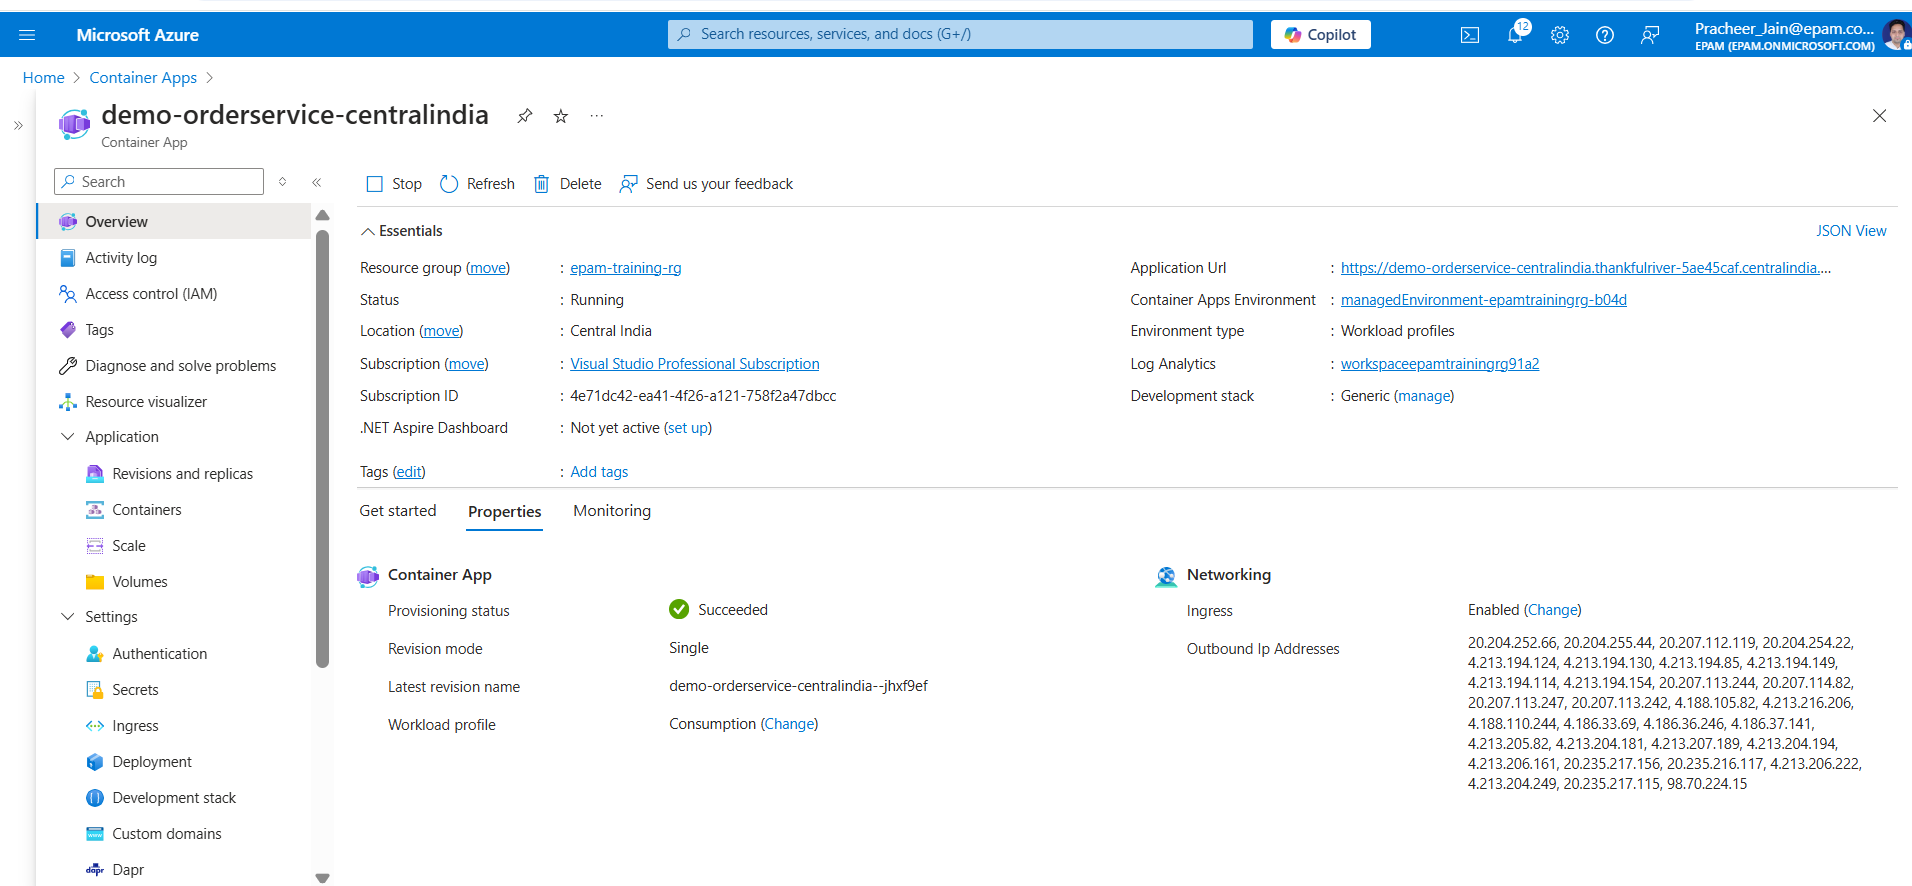 Microsoft Azure
Search resources, services, and docs (G+/)
Copilot
12
Pracheer_Jain@epam.co...
EPAM (EPAM.ONMICROSOFT.COM)
Home > Container Apps >
demo-orderservice-centralindia
Container App
Search
Stop Refresh Delete Send us your feedback
Overview
Activity log
Access control (IAM)
Tags
Diagnose and solve problems
Resource visualizer
Application
Revisions and replicas
Containers
Scale
Volumes
Settings
Authentication
Secrets
Ingress
Deployment
Development stack
Custom domains
dapr Dapr
Essentials
JSON View
Resource group (move) : epam-training-rg
Status : Running
Location (move) : Central India
Subscription (move) : Visual Studio Professional Subscription
Subscription ID : 4e71dc42-ea41-4f26-a121-758f2a47dbcc
.NET Aspire Dashboard : Not yet active (set up)
Tags (edit) : Add tags
Application Url : https://demo-orderservice-centralindia.thankfulriver-5ae45caf.centralindia....
Container Apps Environment : managedEnvironment-epamtrainingrg-b04d
Environment type : Workload profiles
Log Analytics : workspaceepamtrainingrg91a2
Development stack : Generic (manage)
Get started Properties Monitoring
Container App
Provisioning status Succeeded
Revision mode Single
Latest revision name demo-orderservice-centralindia--jhxf9ef
Workload profile Consumption (Change)
Networking
Ingress Enabled (Change)
Outbound Ip Addresses 20.204.252.66, 20.204.255.44, 20.207.112.119, 20.204.254.22,
4.213.194.124, 4.213.194.130, 4.213.194.85, 4.213.194.149,
4.213.194.114, 4.213.194.154, 20.207.113.244, 20.207.114.82,
20.207.113.247, 20.207.113.242, 4.188.105.82, 4.213.216.206,
4.188.110.244, 4.186.33.69, 4.186.36.246, 4.186.37.141,
4.213.205.82, 4.213.204.181, 4.213.207.189, 4.213.204.194,
4.213.206.161, 20.235.217.156, 20.235.216.117, 4.213.206.222,
4.213.204.249, 20.235.217.115, 98.70.224.15